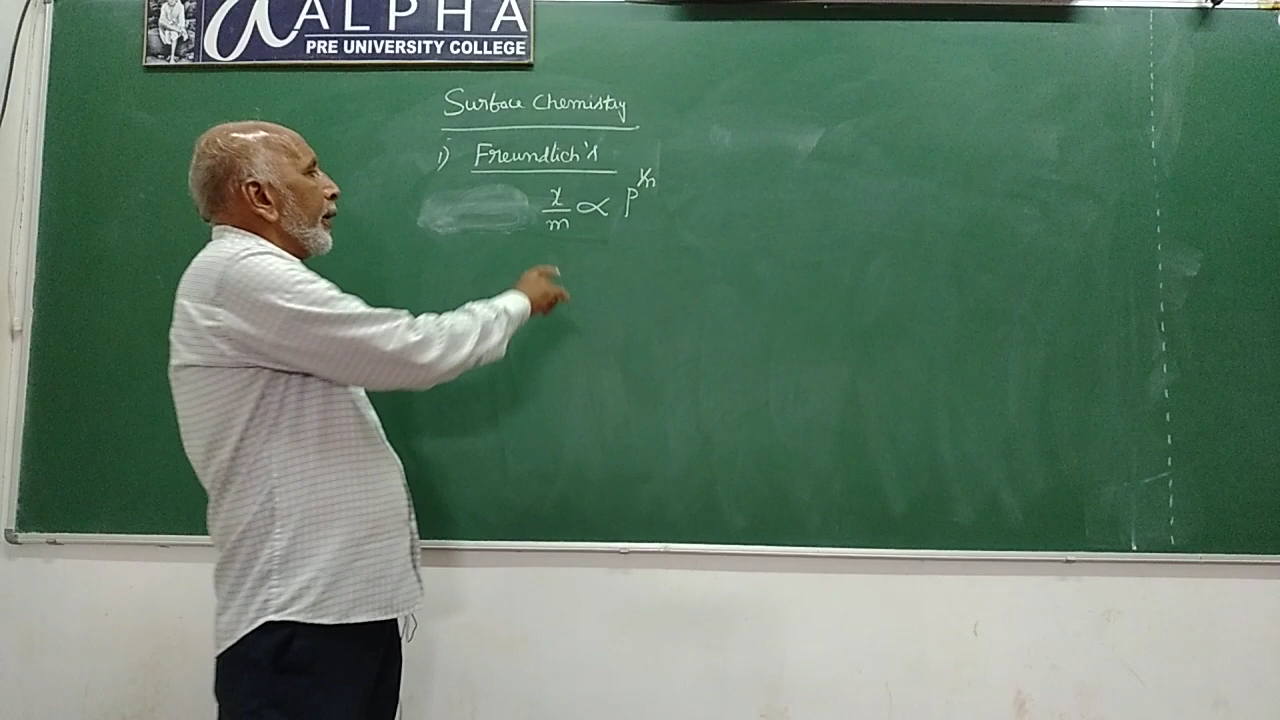 α ALPHA
PRE UNIVERSITY COLLEGE
Surface Chemistry
1) Freundlich's
x/m ∝ P^1/n